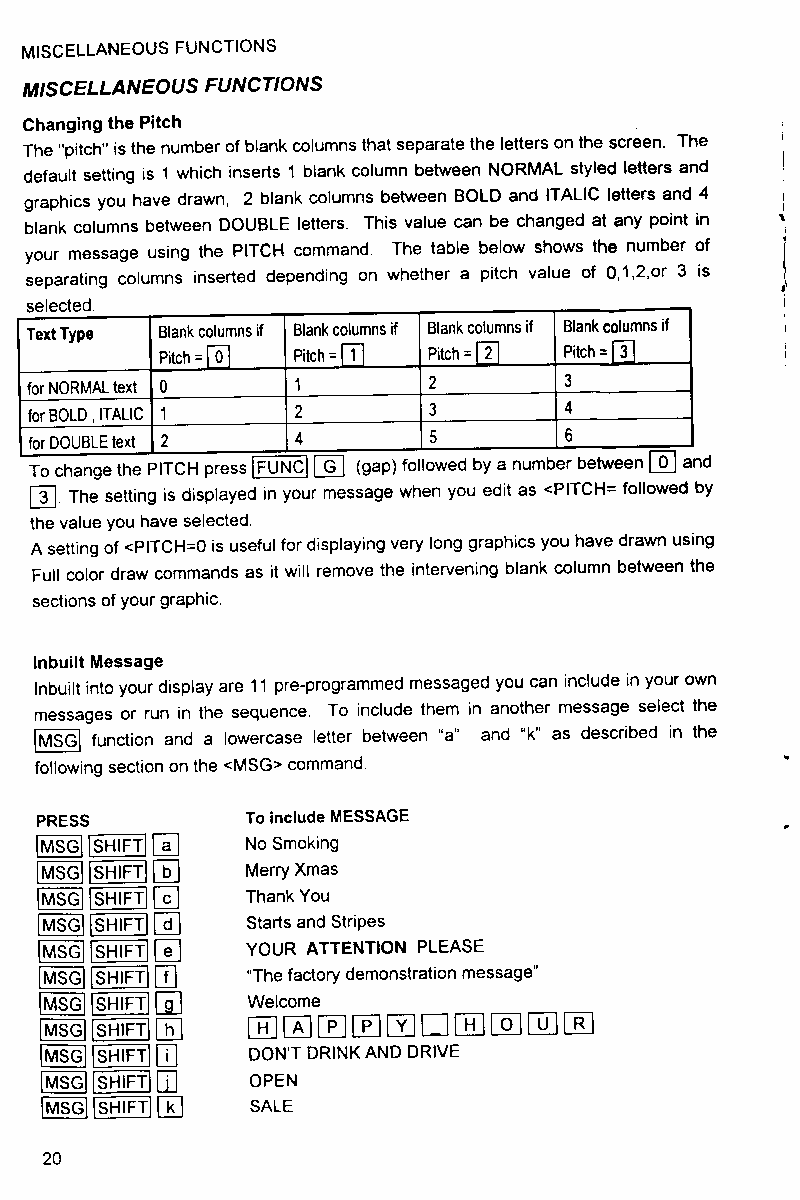 MISCELLANEOUS FUNCTIONS
MISCELLANEOUS FUNCTIONS
Changing the Pitch
The "pitch" is the number of blank columns that separate the letters on the screen. The
default setting is 1 which inserts 1 blank column between NORMAL styled letters and
graphics you have drawn, 2 blank columns between BOLD and ITALIC letters and 4
blank columns between DOUBLE letters. This value can be changed at any point in
your message using the PITCH command. The table below shows the number of
separating columns inserted depending on whether a pitch value of 0,1,2,or 3 is
selected.
Text Type Blank columns if Blank columns if Blank columns if Blank columns if
Pitch = 0 Pitch = 1 Pitch = 2 Pitch = 3
for NORMAL text 0 1 2 3
for BOLD , ITALIC 1 2 3 4
for DOUBLE text 2 4 5 6
To change the PITCH press FUNC G (gap) followed by a number between 0 and
3. The setting is displayed in your message when you edit as <PITCH= followed by
the value you have selected.
A setting of <PITCH=0 is useful for displaying very long graphics you have drawn using
Full color draw commands as it will remove the intervening blank column between the
sections of your graphic.
Inbuilt Message
Inbuilt into your display are 11 pre-programmed messaged you can include in your own
messages or run in the sequence. To include them in another message select the
MSG function and a lowercase letter between "a" and "k" as described in the
following section on the <MSG> command.
PRESS To include MESSAGE
MSG SHIFT a No Smoking
MSG SHIFT b Merry Xmas
MSG SHIFT c Thank You
MSG SHIFT d Starts and Stripes
MSG SHIFT e YOUR ATTENTION PLEASE
MSG SHIFT f "The factory demonstration message"
MSG SHIFT g Welcome
MSG SHIFT h H A P P Y _ H O U R
MSG SHIFT i DON'T DRINK AND DRIVE
MSG SHIFT j OPEN
MSG SHIFT k SALE
20